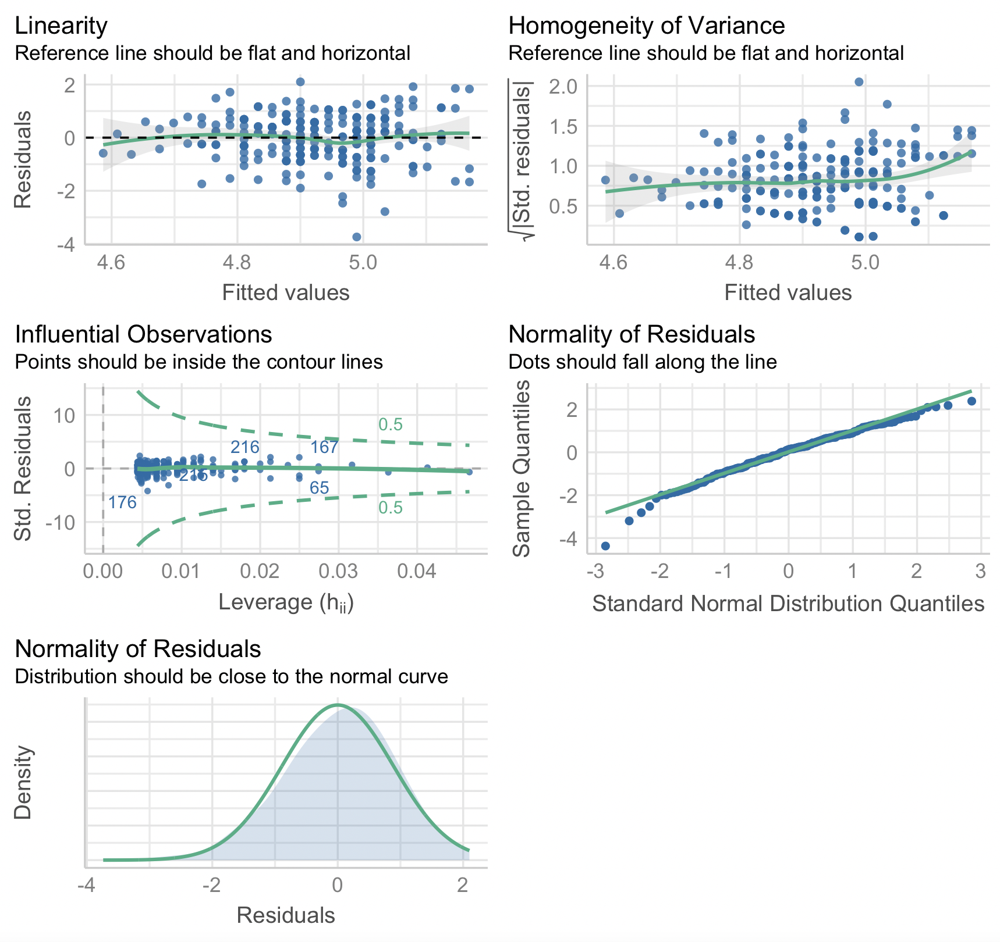 Linearity
Reference line should be flat and horizontal
Residuals
2
0
-2
-4
4.6 4.8 5.0
Fitted values
Homogeneity of Variance
Reference line should be flat and horizontal
√|Std. residuals|
2.0
1.5
1.0
0.5
4.6 4.8 5.0
Fitted values
Influential Observations
Points should be inside the contour lines
Std. Residuals
10
0
-10
0.5
216 167
215
65
176
0.5
0.00 0.01 0.02 0.03 0.04
Leverage (hii)
Normality of Residuals
Dots should fall along the line
Sample Quantiles
2
0
-2
-4
-3 -2 -1 0 1 2 3
Standard Normal Distribution Quantiles
Normality of Residuals
Distribution should be close to the normal curve
Density
-4 -2 0 2
Residuals